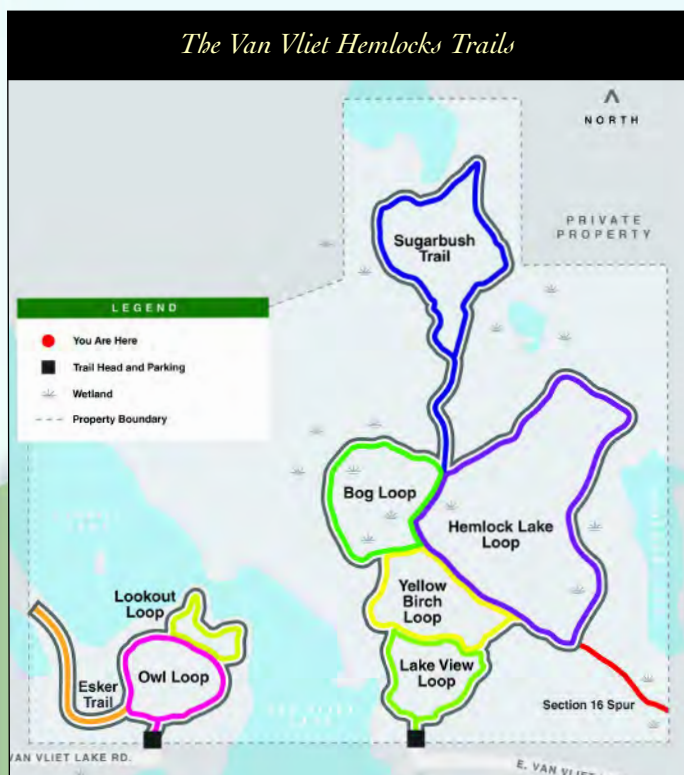 The Van Vliet Hemlocks Trails
NORTH
PRIVATE
PROPERTY
Sugarbush
Trail
LEGEND
You Are Here
Trail Head and Parking
Wetland
Property Boundary
Bog Loop
Hemlock Lake
Loop
Yellow
Birch
Loop
Lookout
Loop
Owl Loop
Esker
Trail
Lake View
Loop
Section 16 Spur
VAN VLIET LAKE RD.
E. VAN VLIET